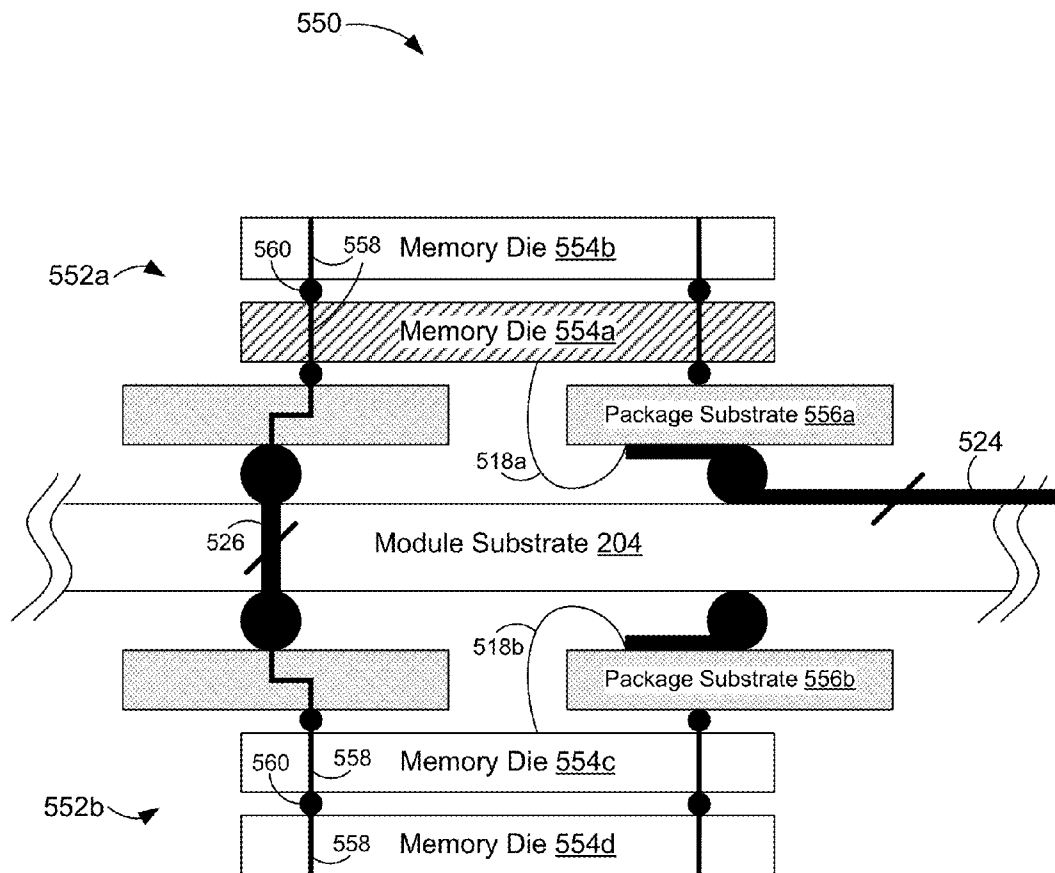 550
Memory Die 554b
560
558
552a
Memory Die 554a
Package Substrate 556a
518a
524
526
Module Substrate 204
518b
Package Substrate 556b
Memory Die 554c
560
558
552b
Memory Die 554d
558